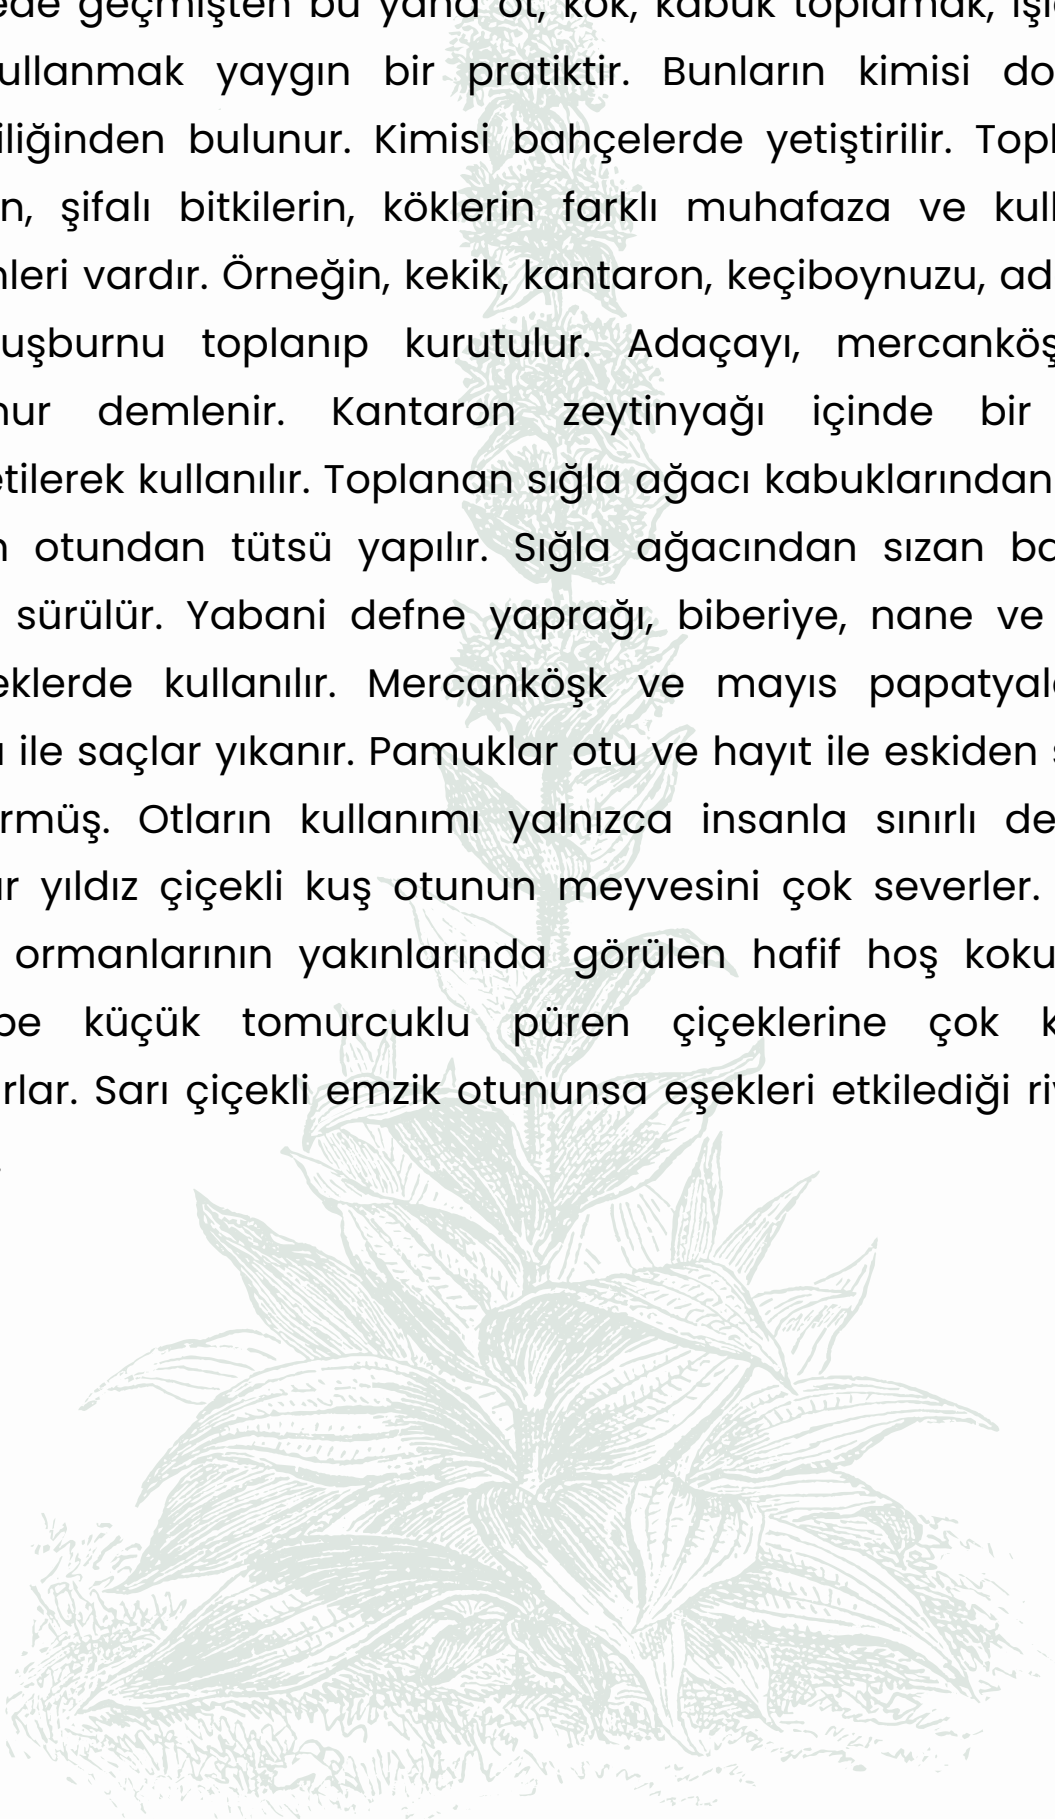 ede geçmişten bu yana ot, kök, kabuk toplamak, işle
ullanmak yaygın bir pratiktir. Bunların kimisi do
iliğinden bulunur. Kimisi bahçelerde yetiştirilir. Topl
n, şifalı bitkilerin, köklerin farklı muhafaza ve kull
nleri vardır. Örneğin, kekik, kantaron, keçiboynuzu, ad
uşburnu toplanıp kurutulur. Adaçayı, mercanköş
nur demlenir. Kantaron zeytinyağı içinde bir
etilerek kullanılır. Toplanan sığla ağacı kabuklarından
n otundan tütsü yapılır. Sığla ağacından sızan ba
sürülür. Yabani defne yaprağı, biberiye, nane ve
eklerde kullanılır. Mercanköşk ve mayıs papatyala
ı ile saçlar yıkanır. Pamuklar otu ve hayıt ile eskiden s
rmüş. Otların kullanımı yalnızca insanla sınırlı de
ar yıldız çiçekli kuş otunun meyvesini çok severler.
ormanlarının yakınlarında görülen hafif hoş koku
be küçük tomurcuklu püren çiçeklerine çok k
rlar. Sarı çiçekli emzik otununsa eşekleri etkilediği riv